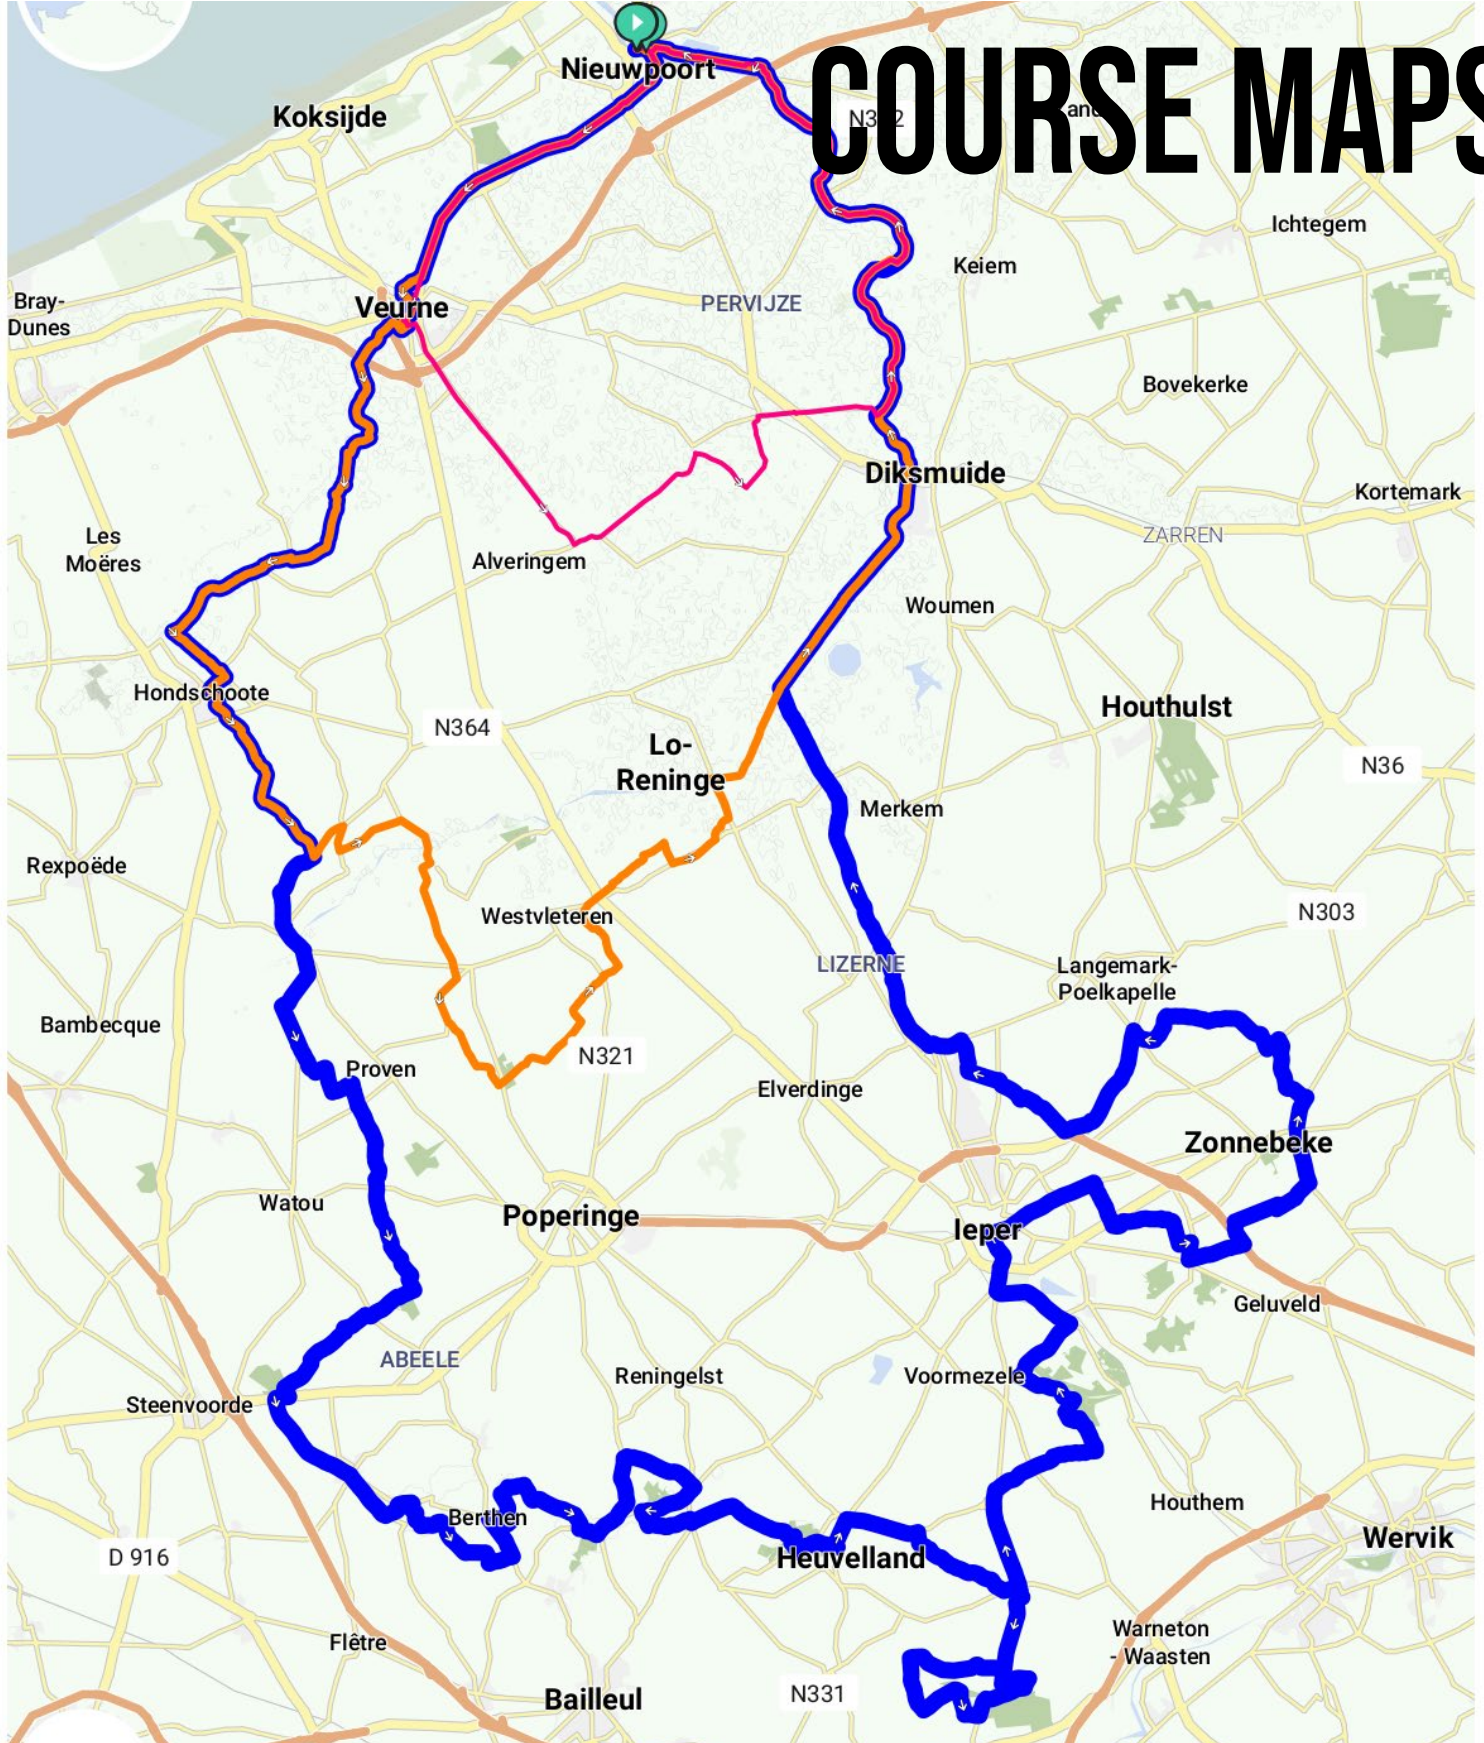 COURSE MAPS
Nieuwpoort
Koksijde
Ichtegem
Keiem
Bray-
Dunes
Veurne
PERVIJZE
Bovekerke
Diksmuide
Kortemark
Les
Moëres
ZARREN
Alveringem
Woumen
Hondschoote
Houthulst
N364
Lo-
Reninge
N36
Merkem
Rexpoëde
Westvleteren
N303
LIZERNE
Langemark-
Poelkapelle
Bambecque
N321
Proven
Elverdinge
Zonnebeke
Watou
Poperinge
Ieper
Geluveld
ABEELE
Reningelst
Voormezele
Steenvoorde
Houthem
Berthen
Wervik
D 916
Heuvelland
Flêtre
Warneton
- Waasten
Bailleul
N331